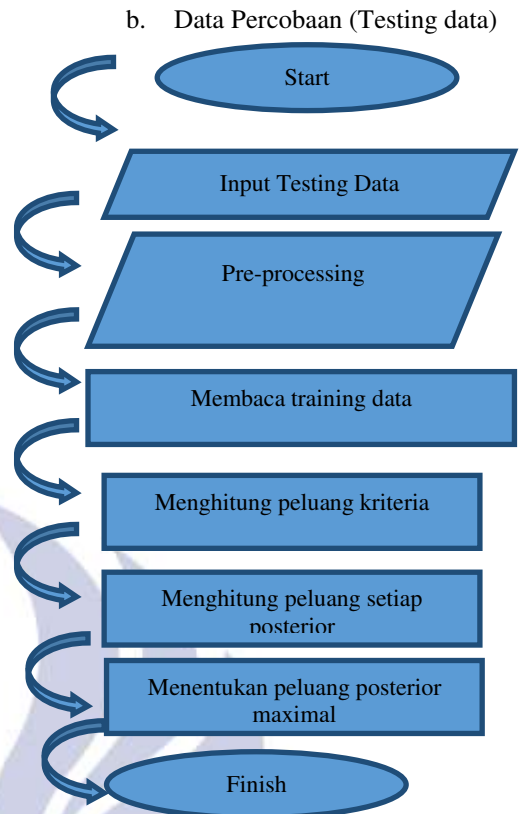 b. Data Percobaan (Testing data)
Start
Input Testing Data
Pre-processing
Membaca training data
Menghitung peluang kriteria
Menghitung peluang setiap
posterior
Menentukan peluang posterior
maximal
Finish